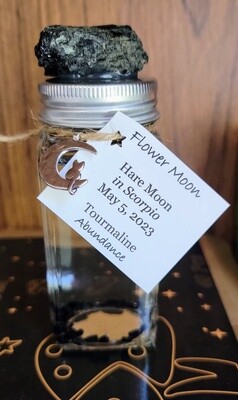 Flower Moon
Hare Moon
in Scorpio
May 5, 2023
Tourmaline
Abundance